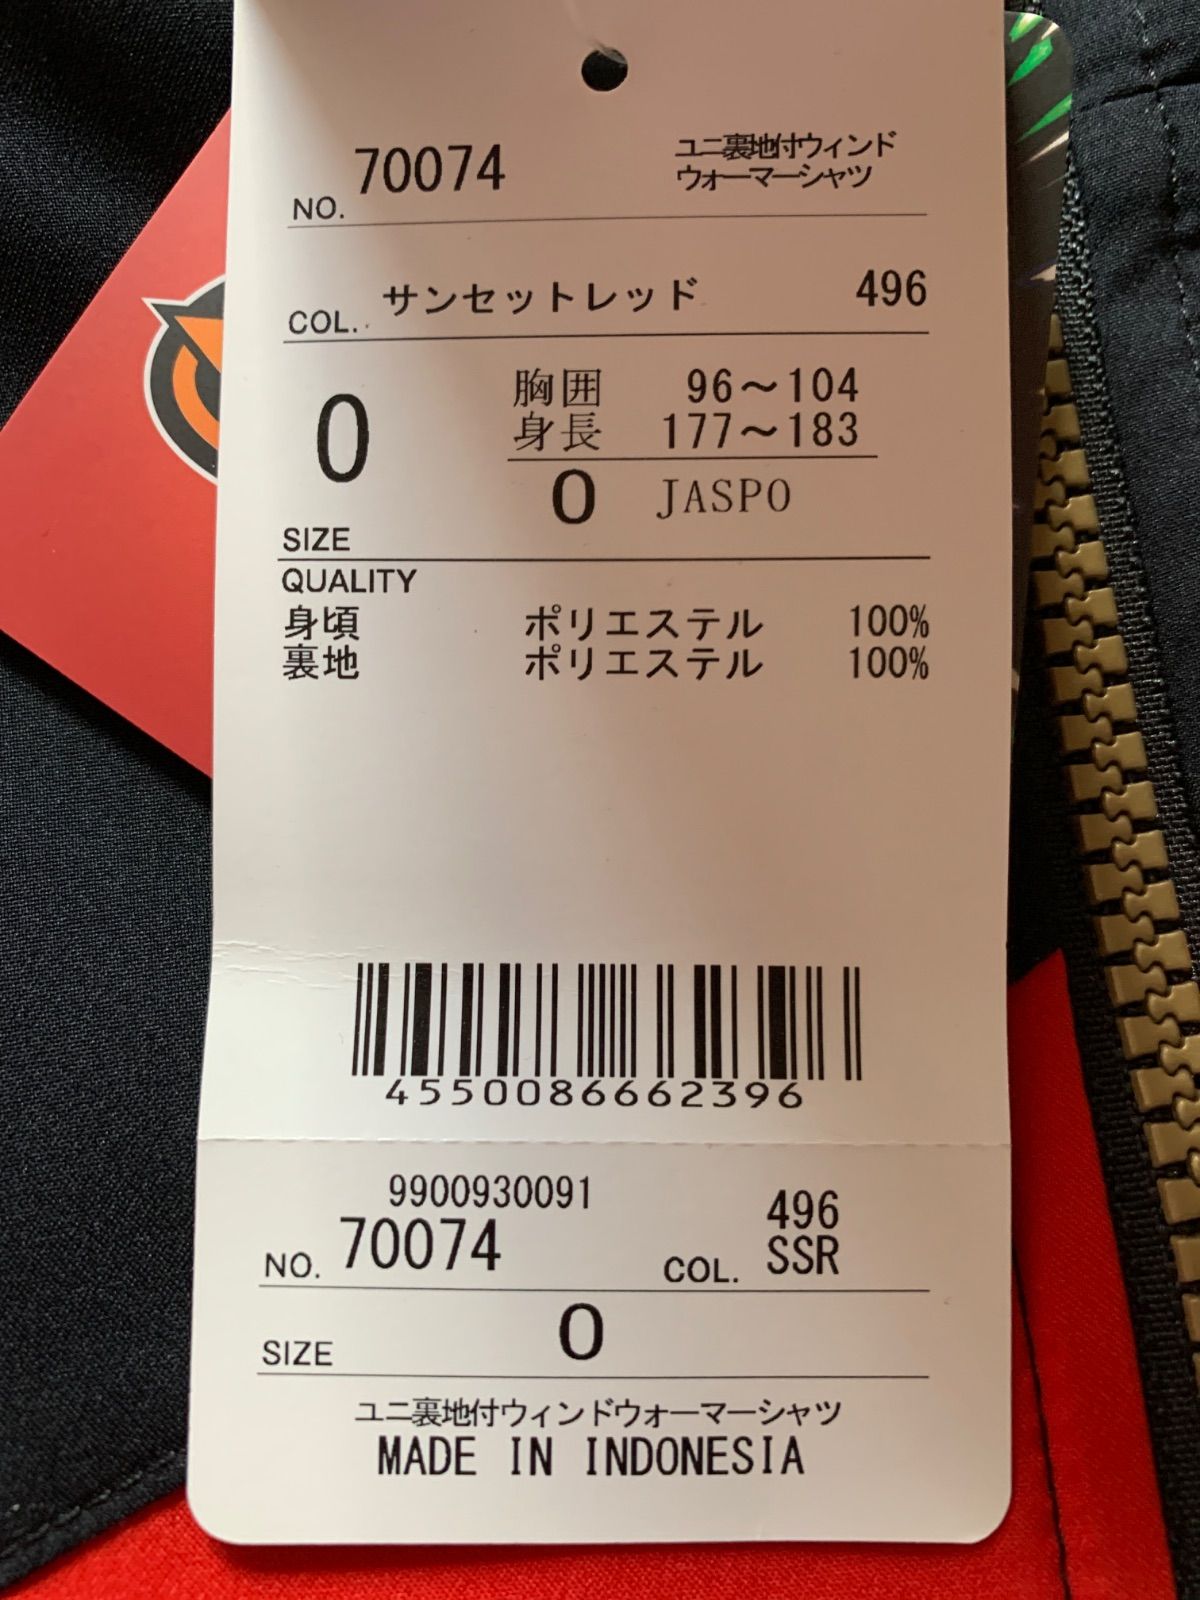 NO. 70074 ユニ裏地付ウィンド
ウォーマーシャツ
COL. サンセットレッド 496
SIZE O 胸囲 96～104
身長 177～183
O JASPO
QUALITY
身頃 ポリエステル 100%
裏地 ポリエステル 100%
4550086662396
9900930091
NO. 70074 COL. 496
SSR
SIZE O
ユニ裏地付ウィンドウォーマーシャツ
MADE IN INDONESIA